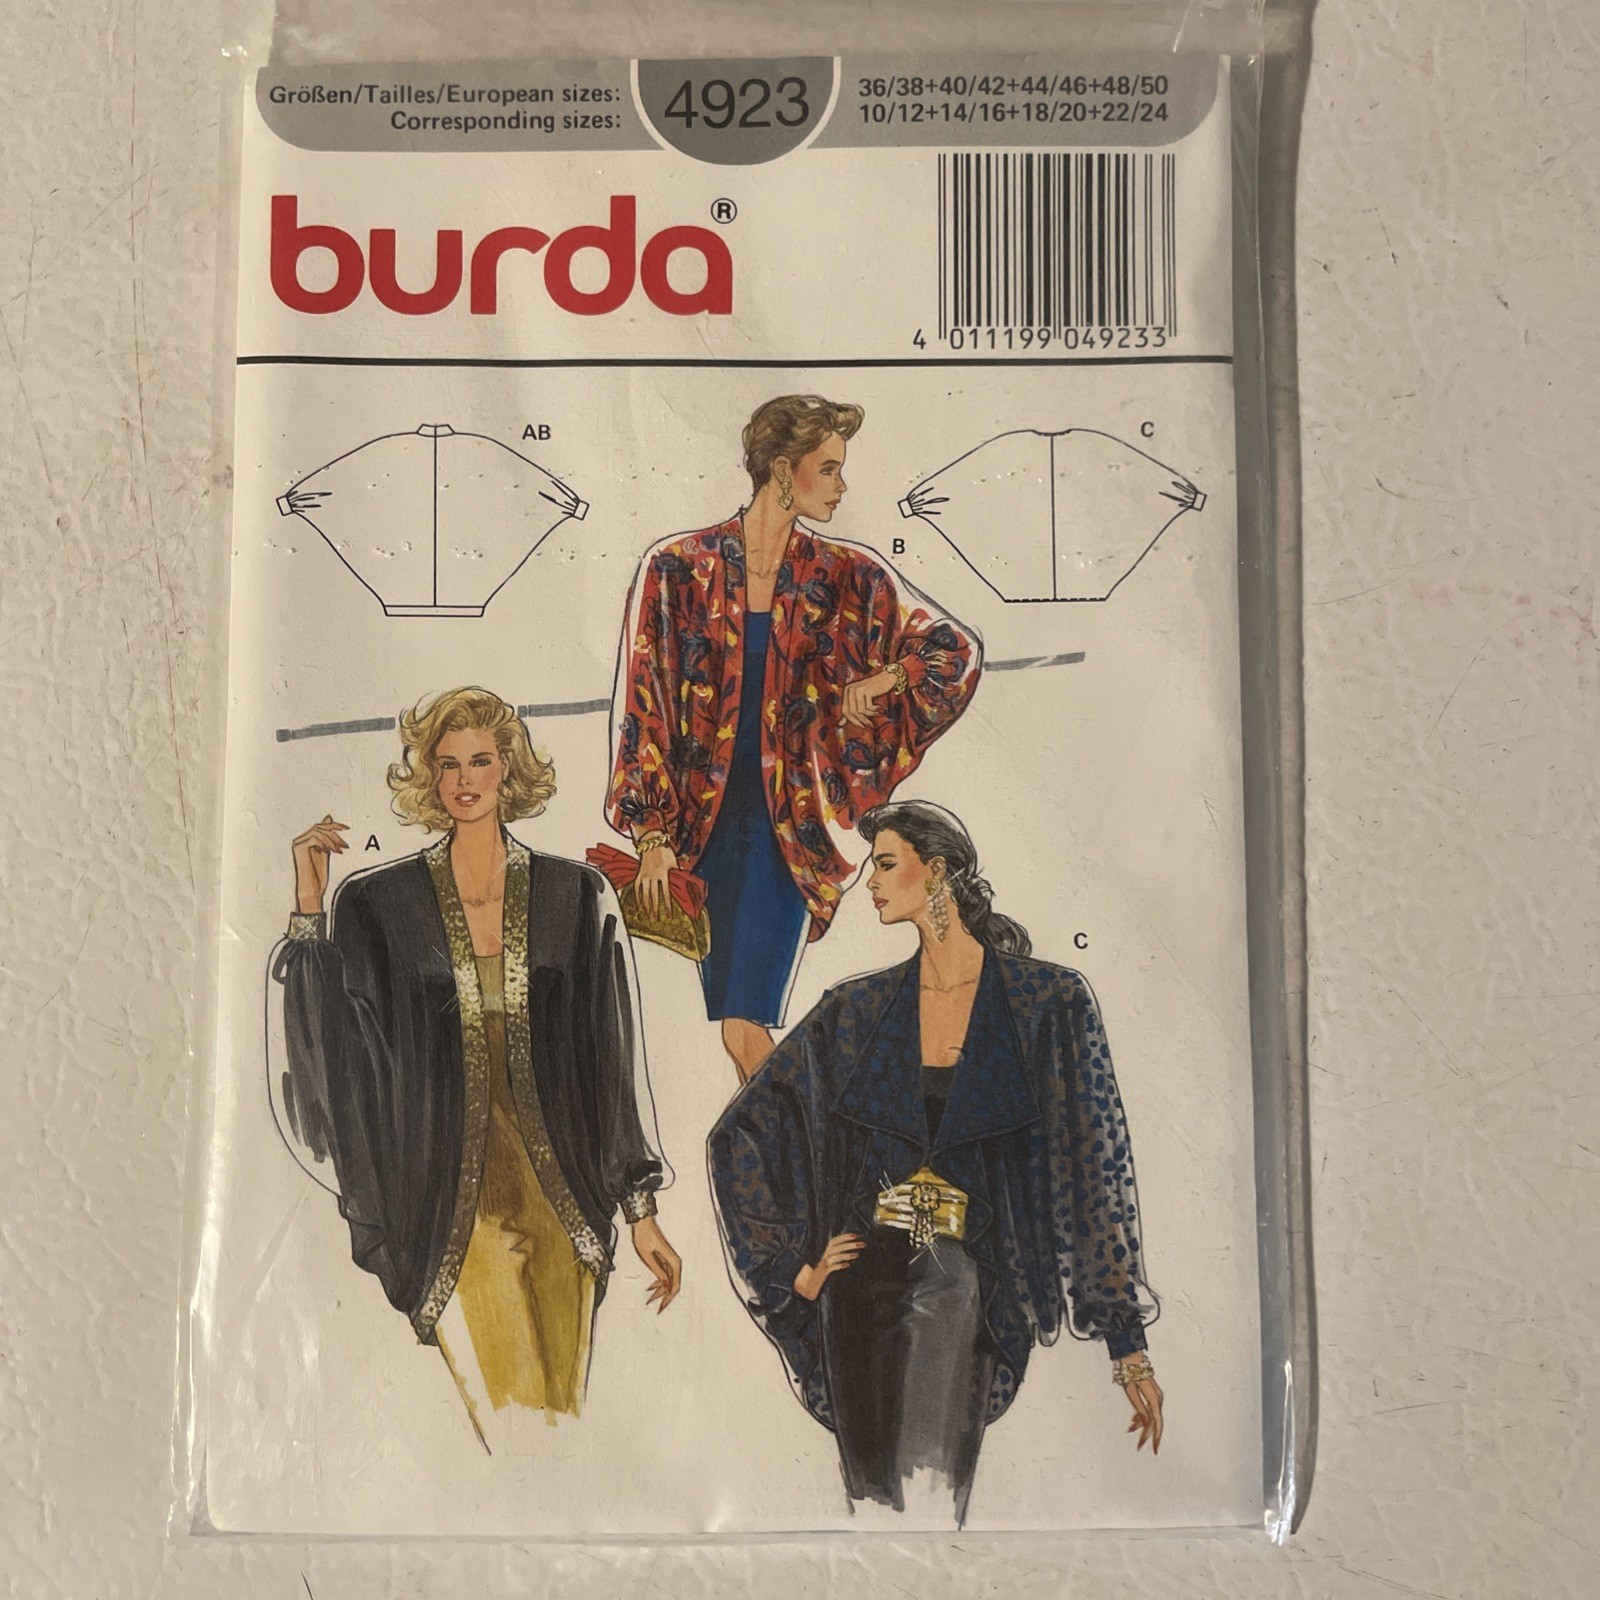 Größen/Tailles/European sizes:
Corresponding sizes:
4923
36/38+40/42+44/46+48/50
10/12+14/16+18/20+22/24
burda®
4 011199 049233
AB
C
B
A
C